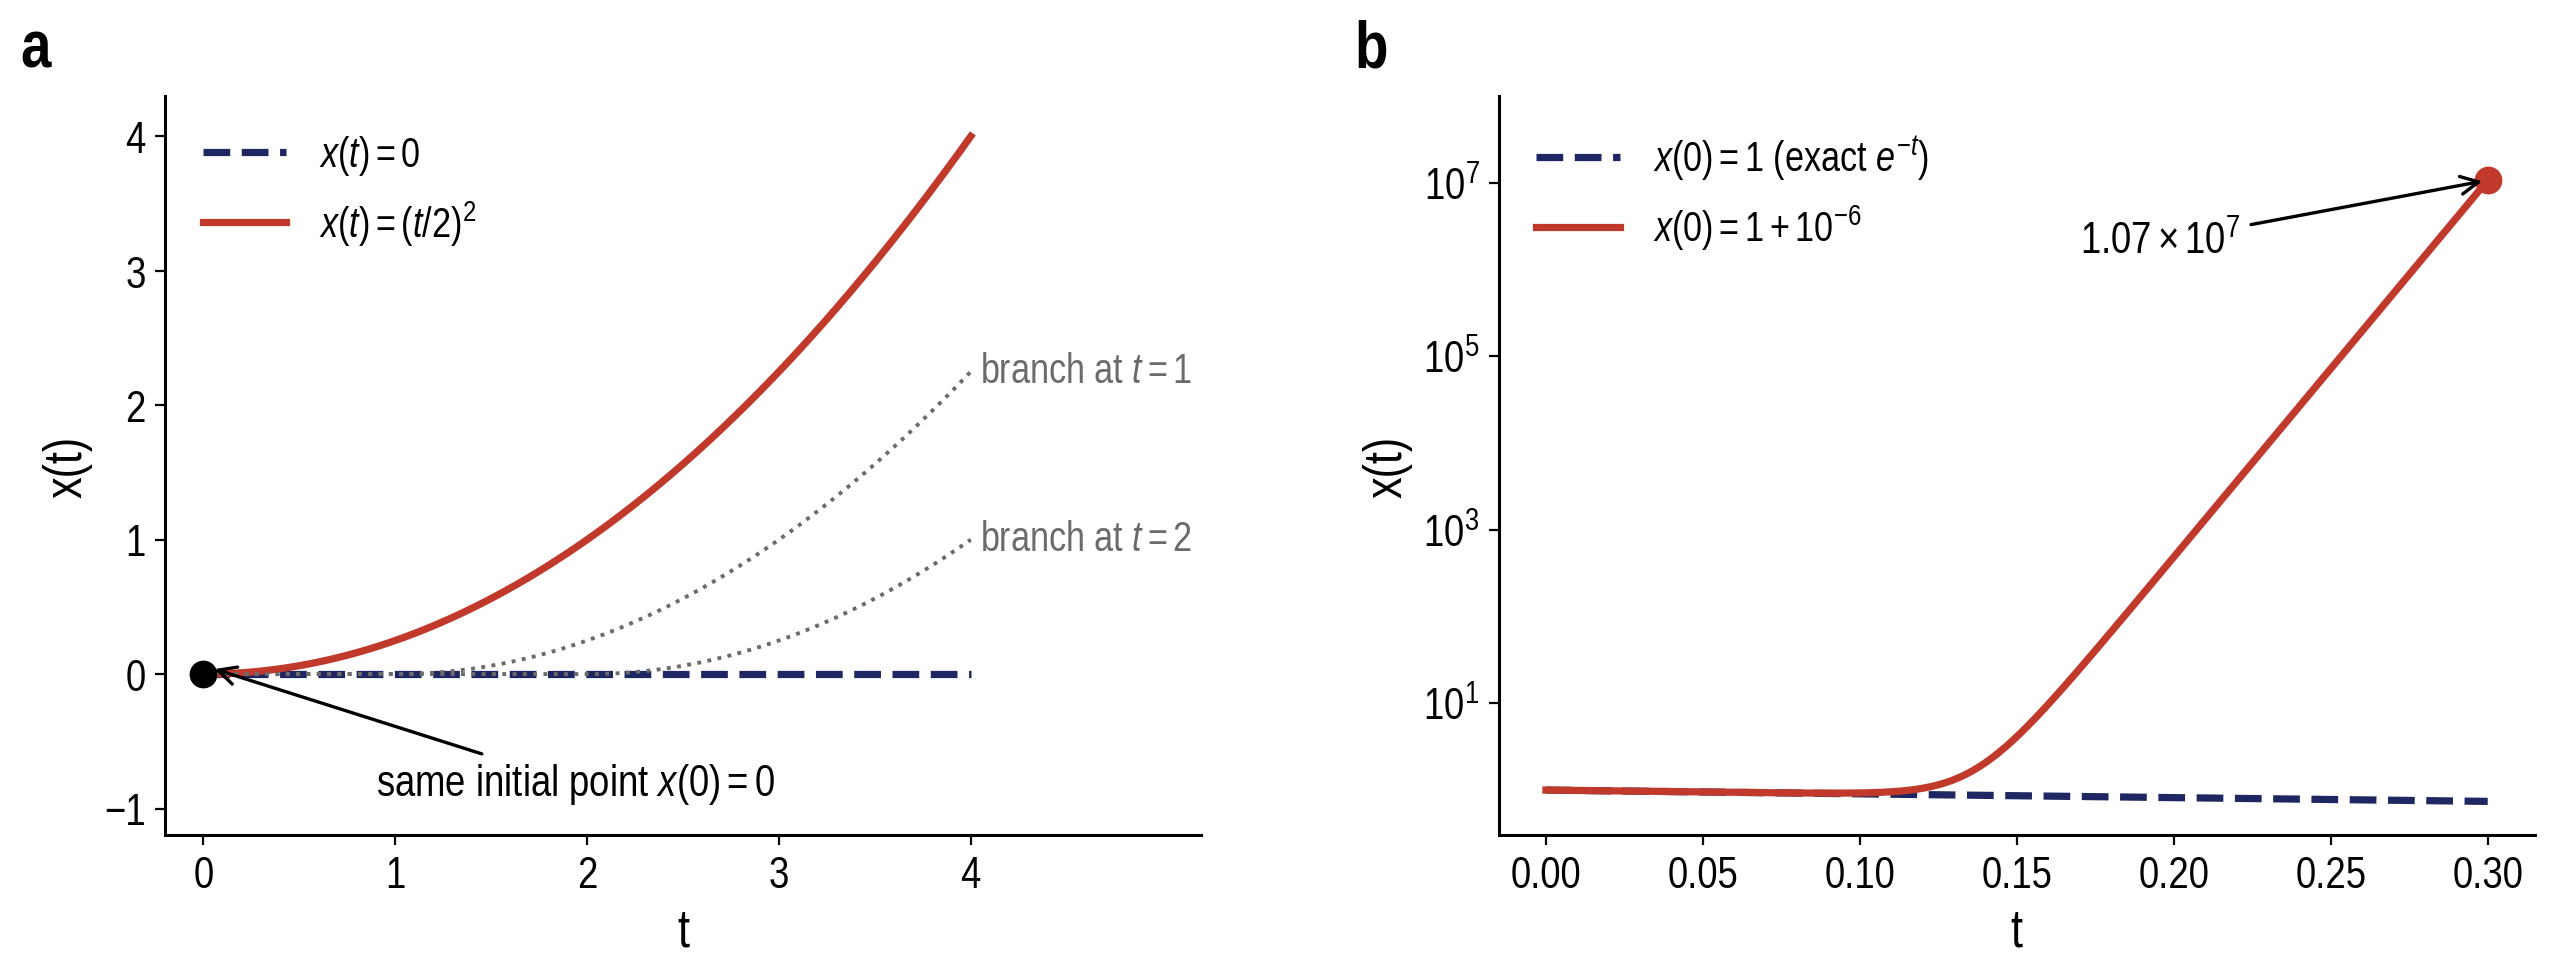 a
x(t)
4
3
2
1
0
−1
x(t) = 0
x(t) = (t/2)²
branch at t = 1
branch at t = 2
same initial point x(0) = 0
0 1 2 3 4
t
b
x(t)
10⁷
10⁵
10³
10¹
x(0) = 1 (exact e⁻ᵗ)
x(0) = 1 + 10⁻⁶
1.07 × 10⁷
0.00 0.05 0.10 0.15 0.20 0.25 0.30
t